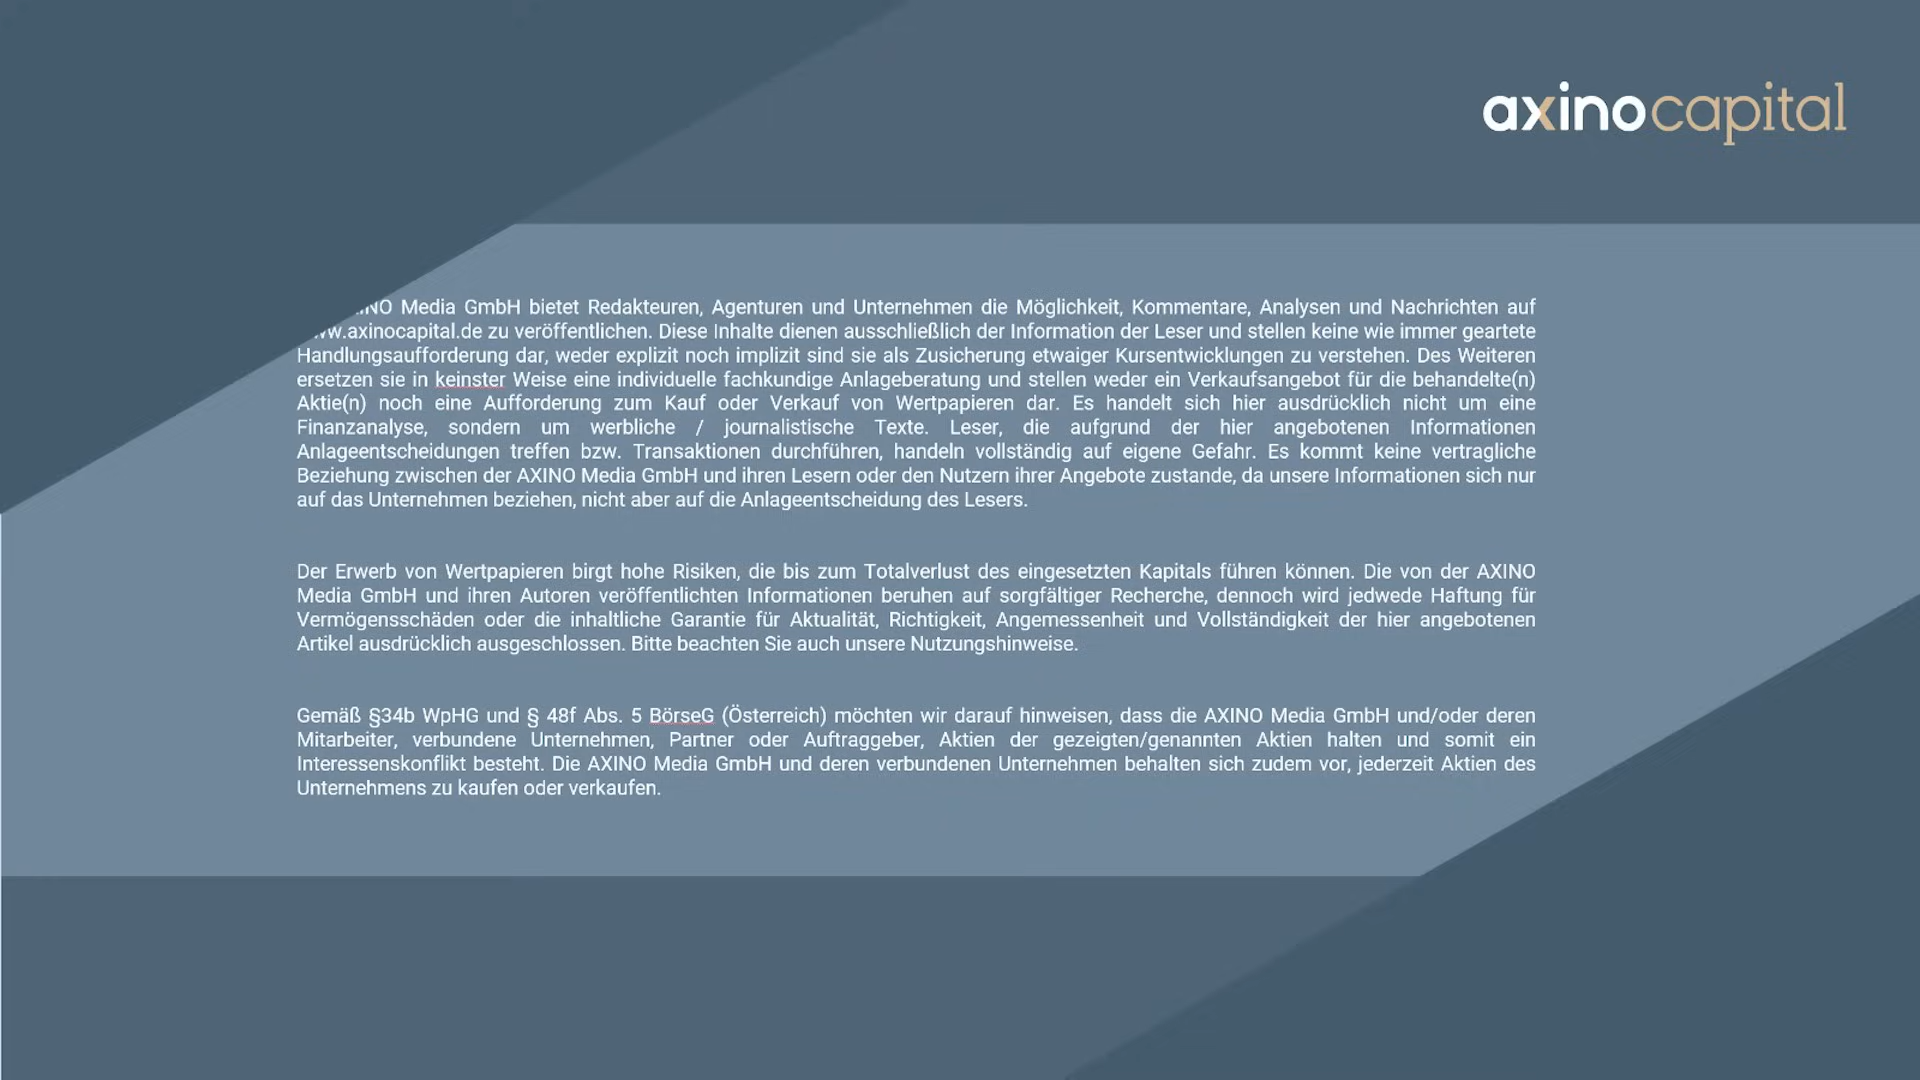 axinocapital
Media GmbH bietet Redakteuren, Agenturen und Unternehmen die Möglichkeit, Kommentare, Analysen und Nachrichten auf
www.axinocapital.de zu veröffentlichen. Diese Inhalte dienen ausschließlich der Information der Leser und stellen keine wie immer geartete
Handlungsaufforderung dar, weder explizit noch implizit sind sie als Zusicherung etwaiger Kursentwicklungen zu verstehen. Des Weiteren
ersetzen sie in keinster Weise eine individuelle fachkundige Anlageberatung und stellen weder ein Verkaufsangebot für die behandelte(n)
Aktie(n) noch eine Aufforderung zum Kauf oder Verkauf von Wertpapieren dar. Es handelt sich hier ausdrücklich nicht um eine
Finanzanalyse, sondern um werbliche / journalistische Texte. Leser, die aufgrund der hier angebotenen Informationen
Anlageentscheidungen treffen bzw. Transaktionen durchführen, handeln vollständig auf eigene Gefahr. Es kommt keine vertragliche
Beziehung zwischen der AXINO Media GmbH und ihren Lesern oder den Nutzern ihrer Angebote zustande, da unsere Informationen sich nur
auf das Unternehmen beziehen, nicht aber auf die Anlageentscheidung des Lesers.
Der Erwerb von Wertpapieren birgt hohe Risiken, die bis zum Totalverlust des eingesetzten Kapitals führen können. Die von der AXINO
Media GmbH und ihren Autoren veröffentlichten Informationen beruhen auf sorgfältiger Recherche, dennoch wird jedwede Haftung für
Vermögensschäden oder die inhaltliche Garantie für Aktualität, Richtigkeit, Angemessenheit und Vollständigkeit der hier angebotenen
Artikel ausdrücklich ausgeschlossen. Bitte beachten Sie auch unsere Nutzungshinweise.
Gemäß §34b WpHG und § 48f Abs. 5 BörseG (Österreich) möchten wir darauf hinweisen, dass die AXINO Media GmbH und/oder deren
Mitarbeiter, verbundene Unternehmen, Partner oder Auftraggeber, Aktien der gezeigten/genannten Aktien halten und somit ein
Interessenskonflikt besteht. Die AXINO Media GmbH und deren verbundenen Unternehmen behalten sich zudem vor, jederzeit Aktien des
Unternehmens zu kaufen oder verkaufen.